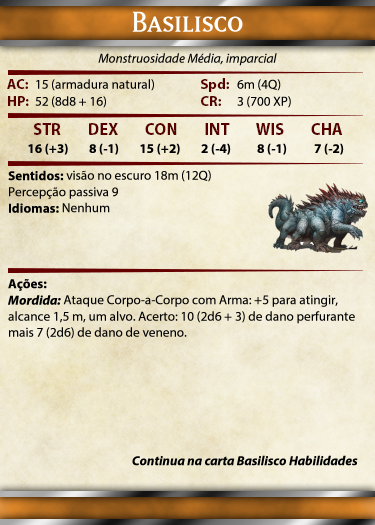 Basilisco
Monstruosidade Média, imparcial
AC: 15 (armadura natural) Spd: 6m (4Q)
HP: 52 (8d8 + 16) CR: 3 (700 XP)
STR DEX CON INT WIS CHA
16 (+3) 8 (-1) 15 (+2) 2 (-4) 8 (-1) 7 (-2)
Sentidos: visão no escuro 18m (12Q)
Percepção passiva 9
Idiomas: Nenhum
Ações:
Mordida: Ataque Corpo-a-Corpo com Arma: +5 para atingir,
alcance 1,5 m, um alvo. Acerto: 10 (2d6 + 3) de dano perfurante
mais 7 (2d6) de dano de veneno.
Continua na carta Basilisco Habilidades